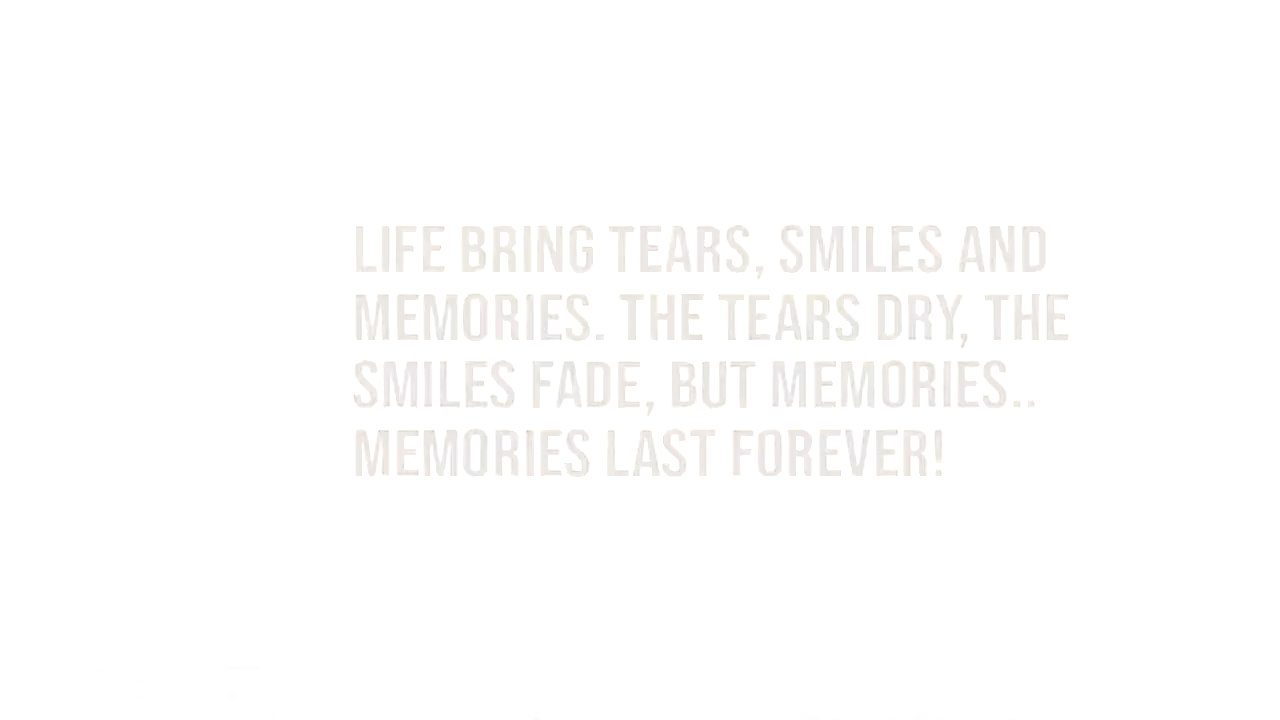 LIFE BRING TEARS, SMILES AND
MEMORIES. THE TEARS DRY, THE
SMILES FADE, BUT MEMORIES..
MEMORIES LAST FOREVER!